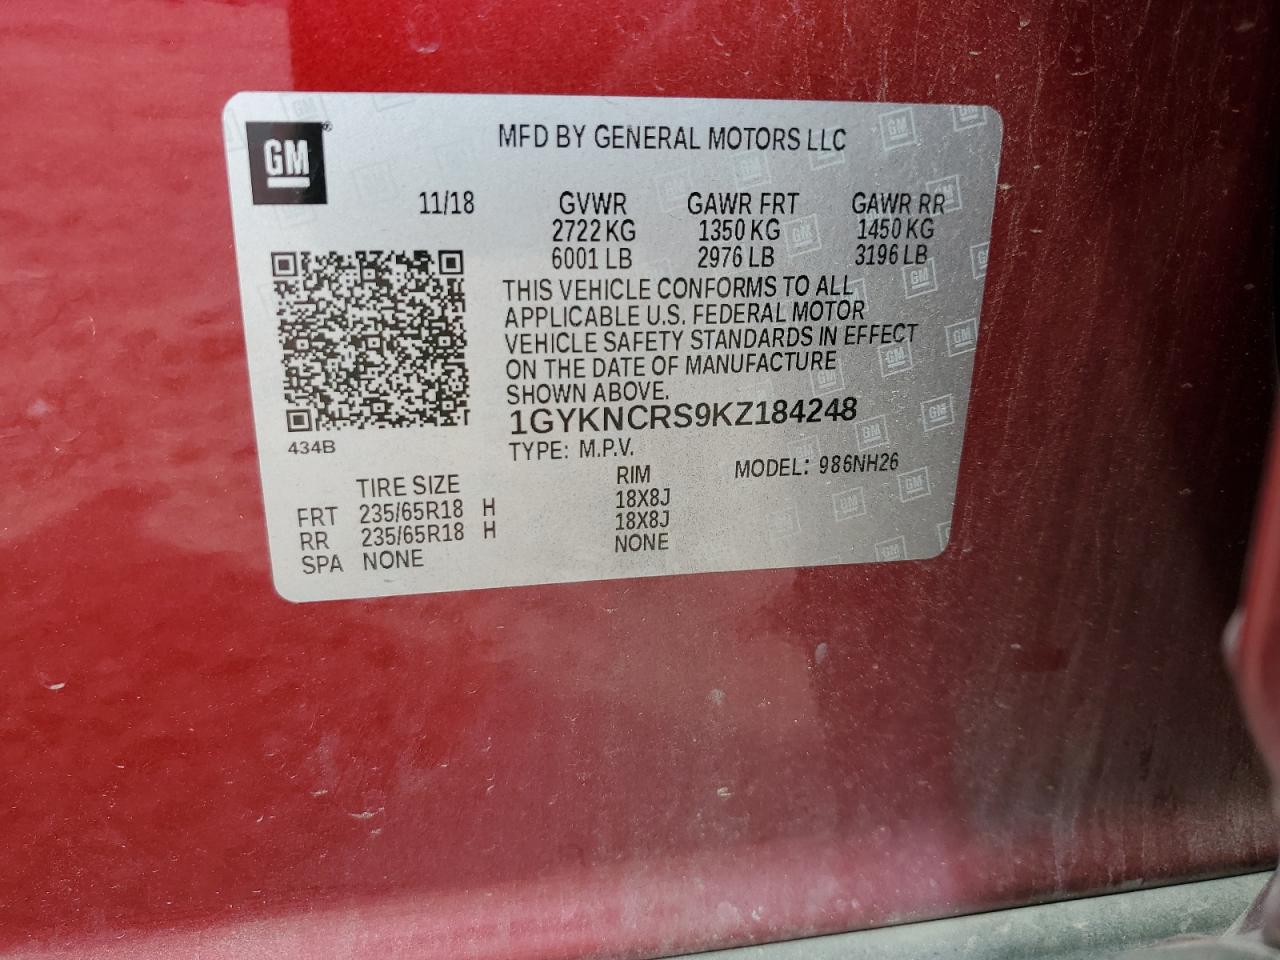 GM
MFD BY GENERAL MOTORS LLC
11/18 GVWR GAWR FRT GAWR RR
2722 KG 1350 KG 1450 KG
6001 LB 2976 LB 3196 LB
THIS VEHICLE CONFORMS TO ALL
APPLICABLE U.S. FEDERAL MOTOR
VEHICLE SAFETY STANDARDS IN EFFECT
ON THE DATE OF MANUFACTURE
SHOWN ABOVE.
1GYKNCRS9KZ184248
434B
TYPE: M.P.V. MODEL: 986NH26
TIRE SIZE RIM
FRT 235/65R18 H 18X8J
RR 235/65R18 H 18X8J
SPA NONE NONE